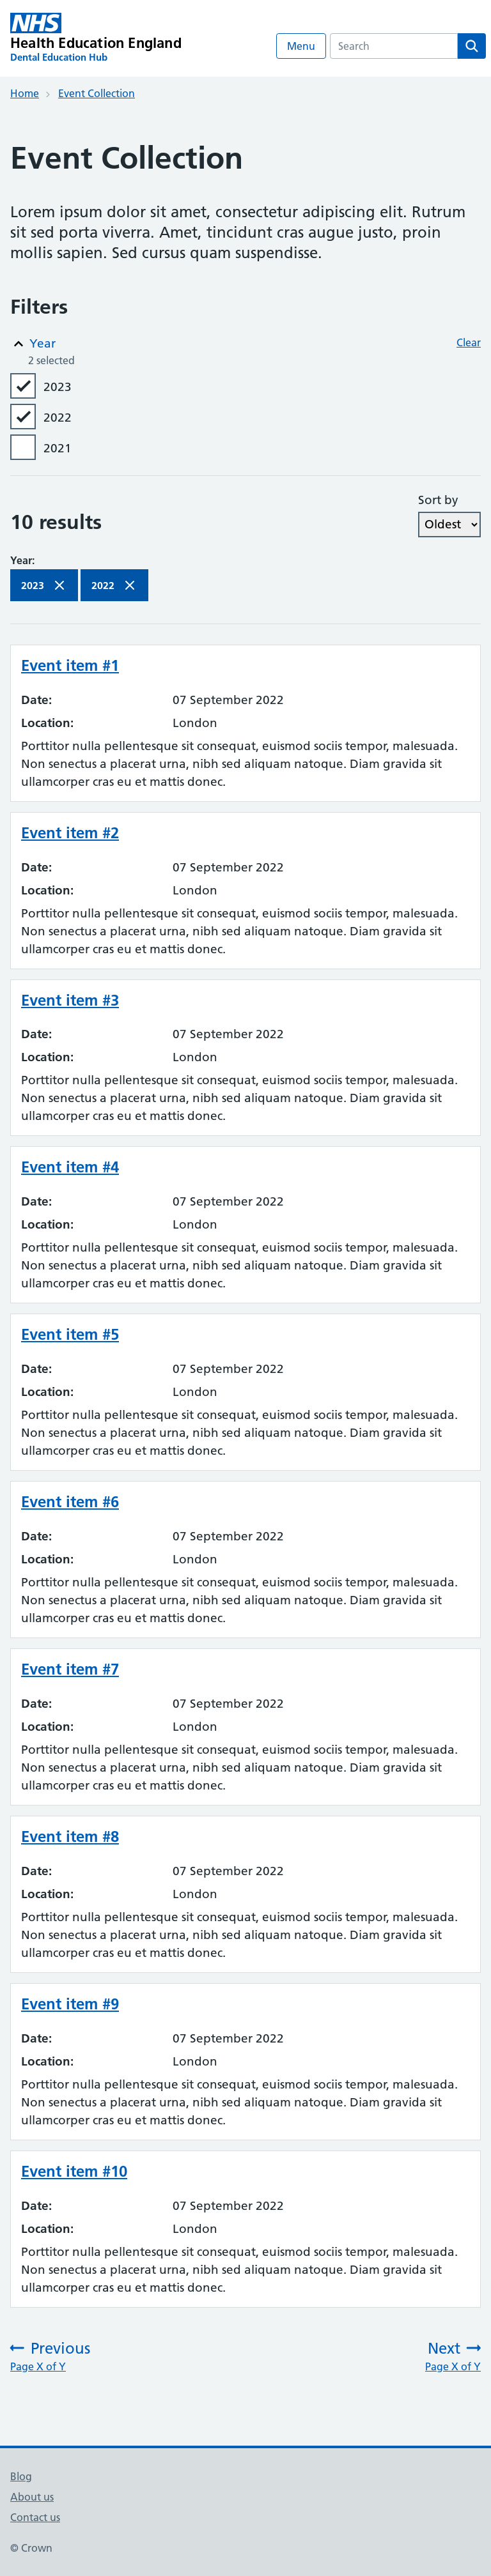 NHS
Health Education England
Dental Education Hub
Menu
Search
Home
Event Collection
Event Collection
Lorem ipsum dolor sit amet, consectetur adipiscing elit. Rutrum
sit sed porta viverra. Amet, tincidunt cras augue justo, proin
mollis sapien. Sed cursus quam suspendisse.
Filters
Year
Clear
2 selected
2023
2022
2021
Sort by
10 results
Oldest
Year:
2023
2022
Event item #1
Date: 07 September 2022
Location: London
Porttitor nulla pellentesque sit consequat, euismod sociis tempor, malesuada.
Non senectus a placerat urna, nibh sed aliquam natoque. Diam gravida sit
ullamcorper cras eu et mattis donec.
Event item #2
Date: 07 September 2022
Location: London
Porttitor nulla pellentesque sit consequat, euismod sociis tempor, malesuada.
Non senectus a placerat urna, nibh sed aliquam natoque. Diam gravida sit
ullamcorper cras eu et mattis donec.
Event item #3
Date: 07 September 2022
Location: London
Porttitor nulla pellentesque sit consequat, euismod sociis tempor, malesuada.
Non senectus a placerat urna, nibh sed aliquam natoque. Diam gravida sit
ullamcorper cras eu et mattis donec.
Event item #4
Date: 07 September 2022
Location: London
Porttitor nulla pellentesque sit consequat, euismod sociis tempor, malesuada.
Non senectus a placerat urna, nibh sed aliquam natoque. Diam gravida sit
ullamcorper cras eu et mattis donec.
Event item #5
Date: 07 September 2022
Location: London
Porttitor nulla pellentesque sit consequat, euismod sociis tempor, malesuada.
Non senectus a placerat urna, nibh sed aliquam natoque. Diam gravida sit
ullamcorper cras eu et mattis donec.
Event item #6
Date: 07 September 2022
Location: London
Porttitor nulla pellentesque sit consequat, euismod sociis tempor, malesuada.
Non senectus a placerat urna, nibh sed aliquam natoque. Diam gravida sit
ullamcorper cras eu et mattis donec.
Event item #7
Date: 07 September 2022
Location: London
Porttitor nulla pellentesque sit consequat, euismod sociis tempor, malesuada.
Non senectus a placerat urna, nibh sed aliquam natoque. Diam gravida sit
ullamcorper cras eu et mattis donec.
Event item #8
Date: 07 September 2022
Location: London
Porttitor nulla pellentesque sit consequat, euismod sociis tempor, malesuada.
Non senectus a placerat urna, nibh sed aliquam natoque. Diam gravida sit
ullamcorper cras eu et mattis donec.
Event item #9
Date: 07 September 2022
Location: London
Porttitor nulla pellentesque sit consequat, euismod sociis tempor, malesuada.
Non senectus a placerat urna, nibh sed aliquam natoque. Diam gravida sit
ullamcorper cras eu et mattis donec.
Event item #10
Date: 07 September 2022
Location: London
Porttitor nulla pellentesque sit consequat, euismod sociis tempor, malesuada.
Non senectus a placerat urna, nibh sed aliquam natoque. Diam gravida sit
ullamcorper cras eu et mattis donec.
Previous
Page X of Y
Next
Page X of Y
Blog
About us
Contact us
© Crown